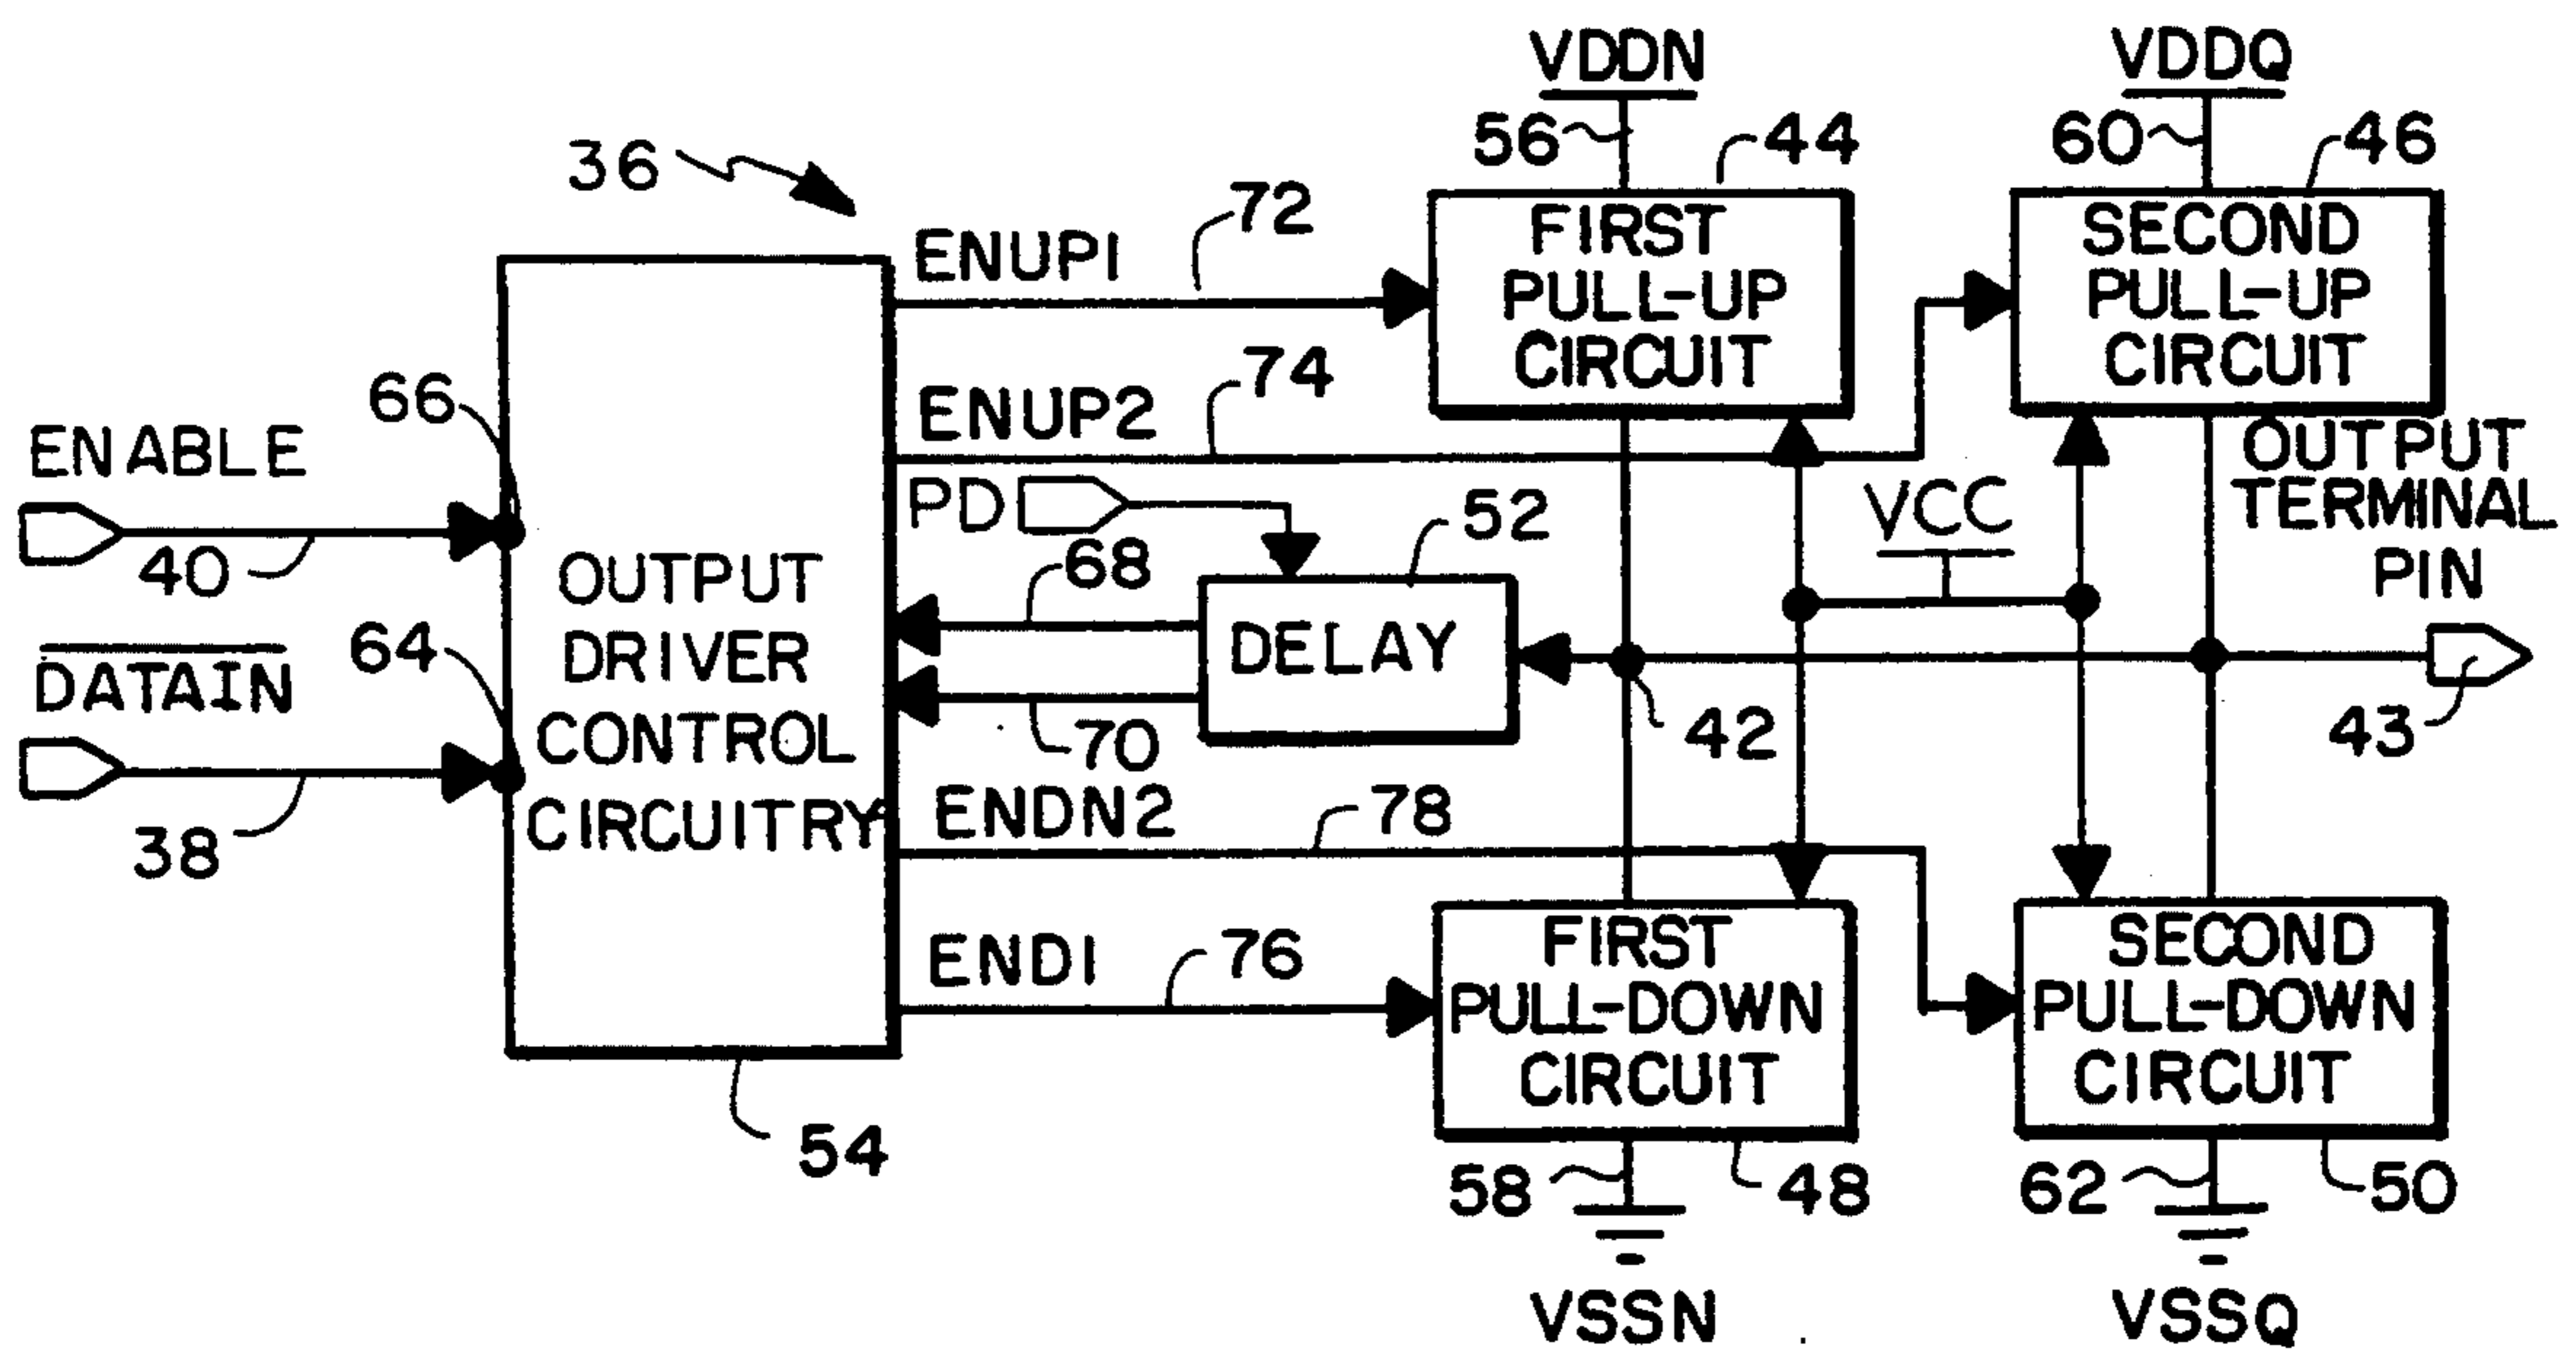 VDDN
VDDQ
36
56
44
60
46
72
ENUP1
FIRST
PULL-UP
CIRCUIT
SECOND
PULL-UP
CIRCUIT
74
ENUP2
66
ENABLE
40
PD
52
VCC
OUTPUT
TERMINAL
PIN
68
DELAY
OUTPUT
DRIVER
CONTROL
CIRCUITRY
64
DATAIN
38
70
42
43
ENDN2
78
END1
76
FIRST
PULL-DOWN
CIRCUIT
SECOND
PULL-DOWN
CIRCUIT
54
58
48
62
50
VSSN
VSSQ